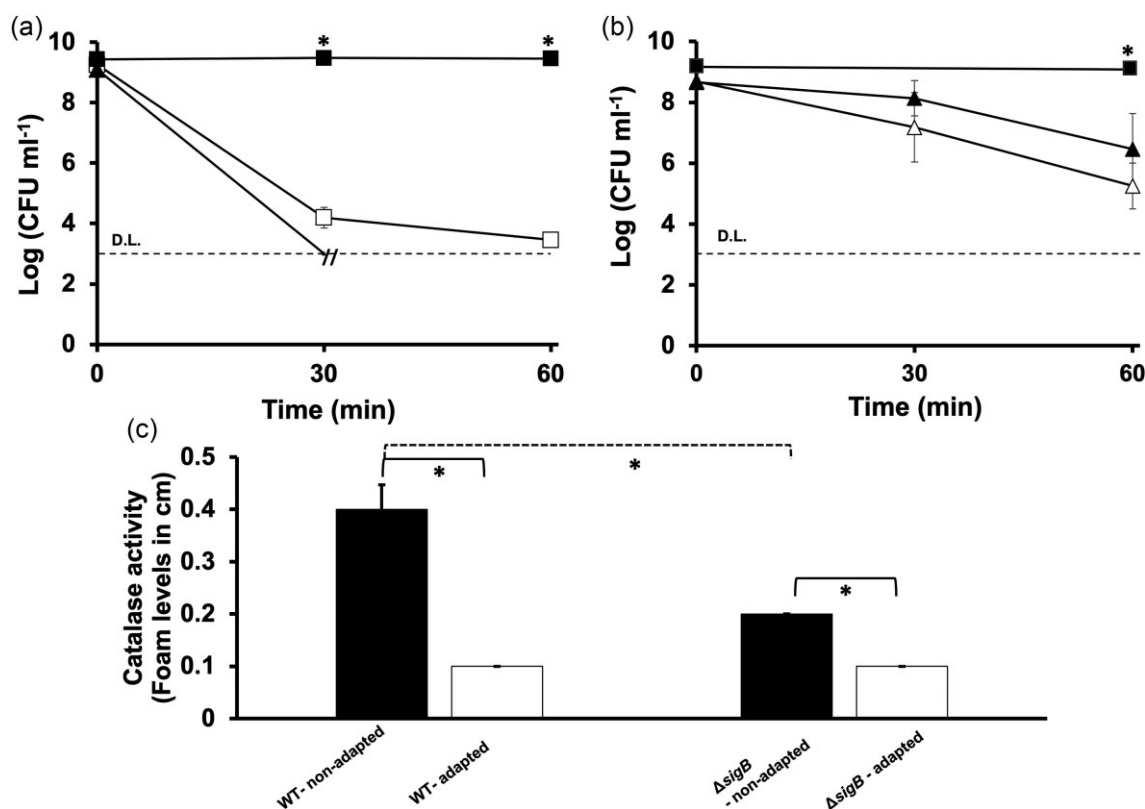 (a)
10
8
6
4
2
0
Log (CFU ml-1)
*
*
D.L.
//
0
30
60
Time (min)
(b)
10
8
6
4
2
0
Log (CFU ml-1)
*
D.L.
0
30
60
Time (min)
(c)
0.5
0.4
0.3
0.2
0.1
0
Catalase activity
(Foam levels in cm)
*
*
*
WT- non-adapted
WT- adapted
ΔsigB
- non-adapted
ΔsigB - adapted